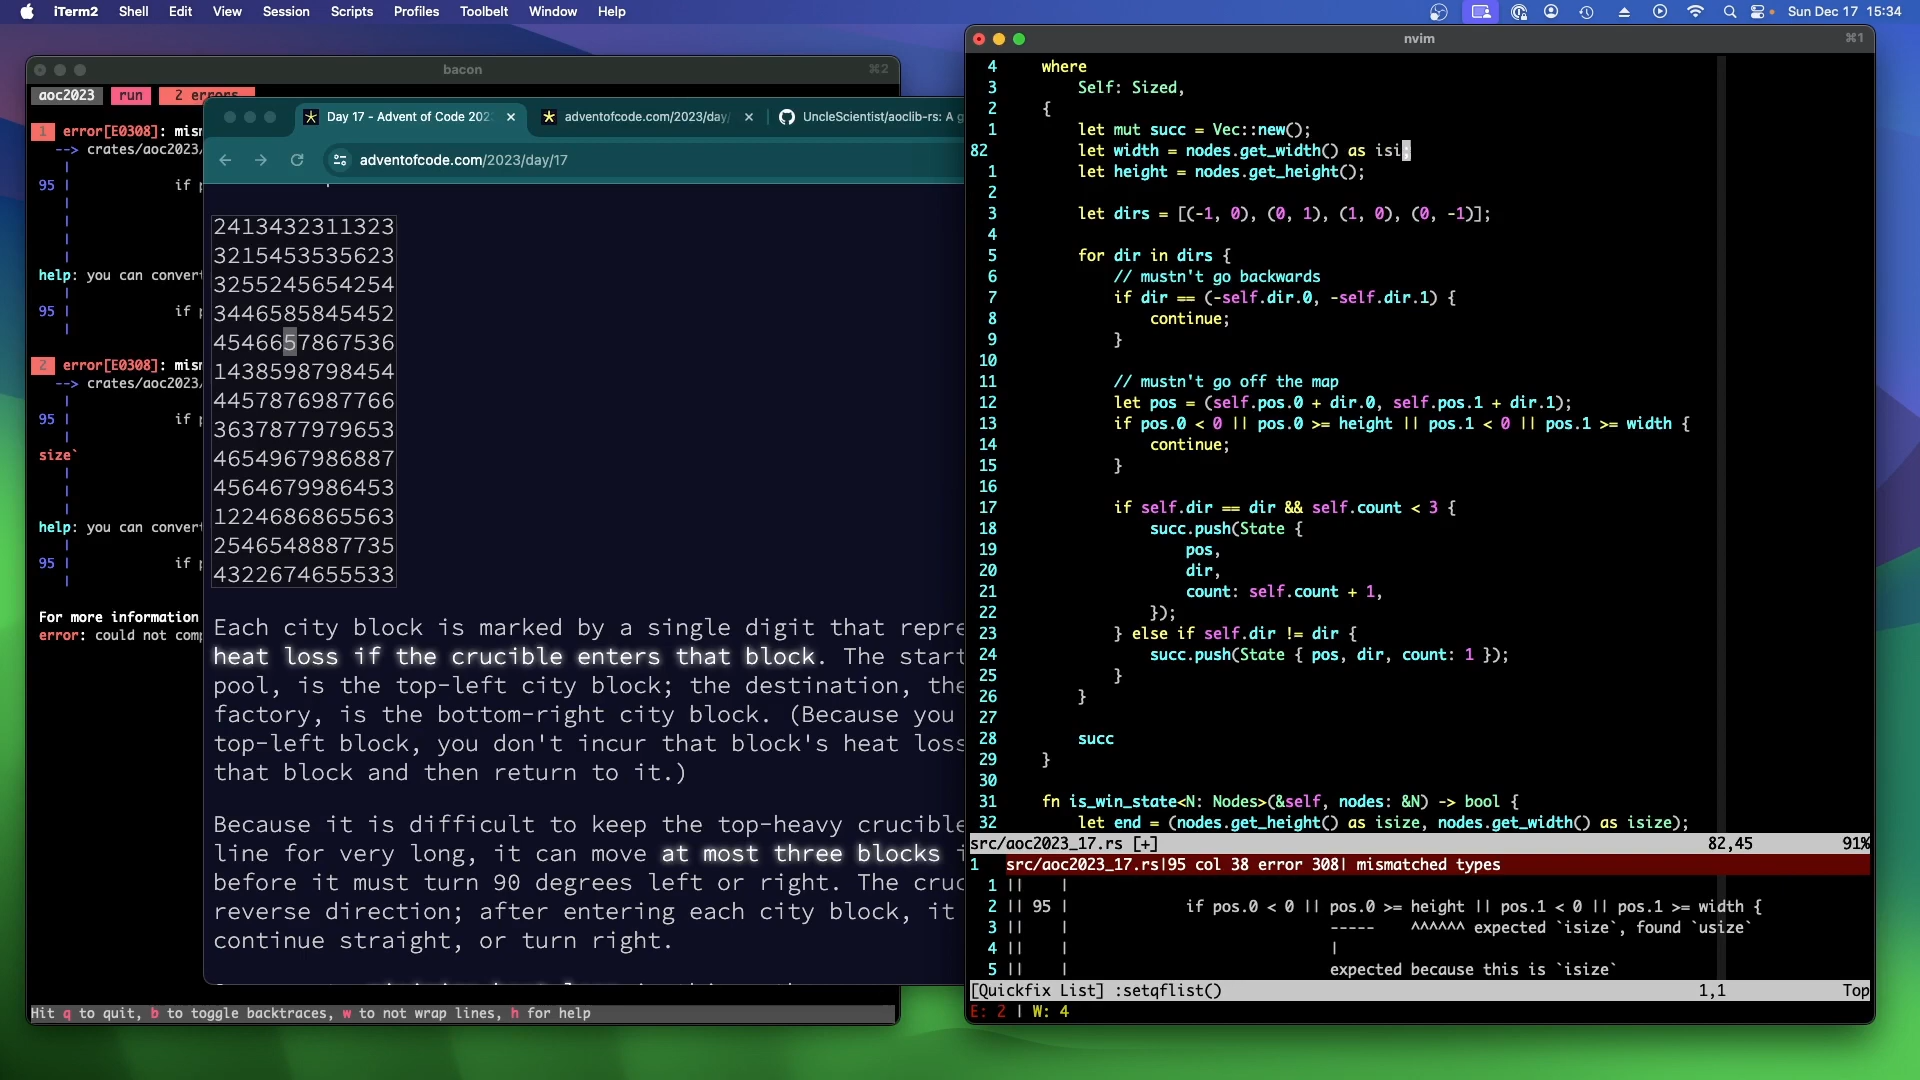 iTerm2 Shell Edit View Session Scripts Profiles Toolbelt Window Help Sun Dec 17 15:34
bacon ⌘2
aoc2023 run 2 errors
1 error[E0308]: misn
--> crates/aoc2023/
|
95 | if p
|
|
|
|
help: you can convert
|
95 | if p
|
2 error[E0308]: misn
--> crates/aoc2023/
|
95 | if p
|
size`
|
|
|
help: you can convert
|
95 | if p
|
For more information
error: could not comp
Hit q to quit, b to toggle backtraces, w to not wrap lines, h for help
Day 17 - Advent of Code 202 × adventofcode.com/2023/day/ × UncleScientist/aoclib-rs: A g
adventofcode.com/2023/day/17
2413432311323
3215453535623
3255245654254
3446585845452
4546657867536
1438598798454
4457876987766
3637877979653
4654967986887
4564679986453
1224686865563
2546548887735
4322674655533
Each city block is marked by a single digit that repre
heat loss if the crucible enters that block. The start
pool, is the top-left city block; the destination, the
factory, is the bottom-right city block. (Because you
top-left block, you don't incur that block's heat loss
that block and then return to it.)
Because it is difficult to keep the top-heavy crucible
line for very long, it can move at most three blocks i
before it must turn 90 degrees left or right. The cruc
reverse direction; after entering each city block, it
continue straight, or turn right.
nvim ⌘1
4 where
3 Self: Sized,
2 {
1 let mut succ = Vec::new();
82 let width = nodes.get_width() as isi;
1 let height = nodes.get_height();
2
3 let dirs = [(-1, 0), (0, 1), (1, 0), (0, -1)];
4
5 for dir in dirs {
6 // mustn't go backwards
7 if dir == (-self.dir.0, -self.dir.1) {
8 continue;
9 }
10
11 // mustn't go off the map
12 let pos = (self.pos.0 + dir.0, self.pos.1 + dir.1);
13 if pos.0 < 0 || pos.0 >= height || pos.1 < 0 || pos.1 >= width {
14 continue;
15 }
16
17 if self.dir == dir && self.count < 3 {
18 succ.push(State {
19 pos,
20 dir,
21 count: self.count + 1,
22 });
23 } else if self.dir != dir {
24 succ.push(State { pos, dir, count: 1 });
25 }
26 }
27
28 succ
29 }
30
31 fn is_win_state<N: Nodes>(&self, nodes: &N) -> bool {
32 let end = (nodes.get_height() as isize, nodes.get_width() as isize);
src/aoc2023_17.rs [+] 82,45 91%
1 src/aoc2023_17.rs|95 col 38 error 308| mismatched types
1 || |
2 || 95 | if pos.0 < 0 || pos.0 >= height || pos.1 < 0 || pos.1 >= width {
3 || | ----- ^^^^^^ expected `isize`, found `usize`
4 || | |
5 || | expected because this is `isize`
[Quickfix List] :setqflist() 1,1 Top
E: 2 | W: 4